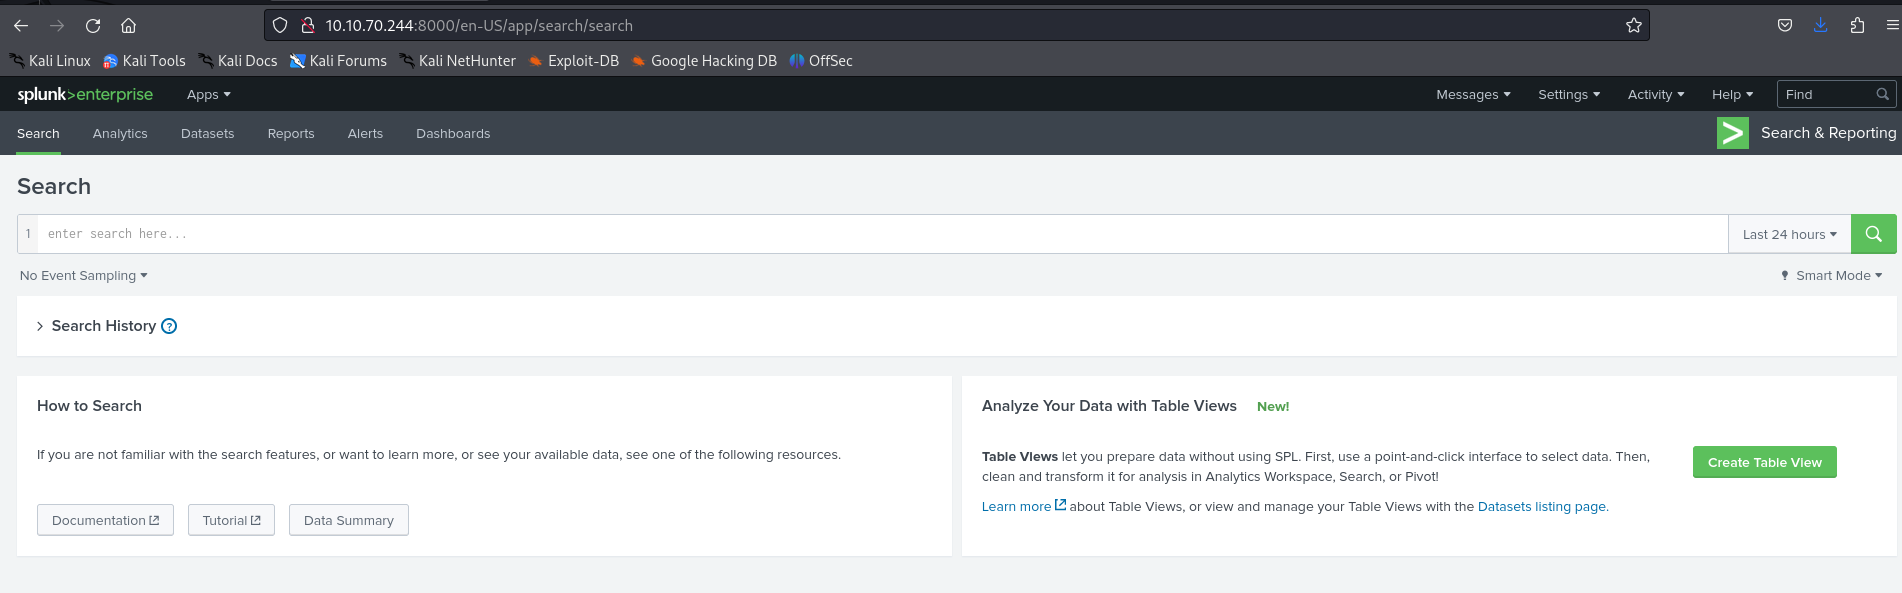 10.10.70.244:8000/en-US/app/search/search
Kali Linux Kali Tools Kali Docs Kali Forums Kali NetHunter Exploit-DB Google Hacking DB OffSec
splunk>enterprise Apps Messages Settings Activity Help Find
Search Analytics Datasets Reports Alerts Dashboards > Search & Reporting
Search
1 enter search here... Last 24 hours
No Event Sampling Smart Mode
> Search History ?
How to Search
If you are not familiar with the search features, or want to learn more, or see your available data, see one of the following resources.
Documentation Tutorial Data Summary
Analyze Your Data with Table Views New!
Table Views let you prepare data without using SPL. First, use a point-and-click interface to select data. Then,
clean and transform it for analysis in Analytics Workspace, Search, or Pivot!
Create Table View
Learn more about Table Views, or view and manage your Table Views with the Datasets listing page.